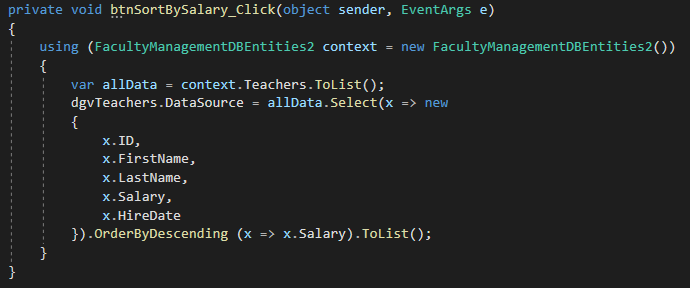 private void btnSortBySalary_Click(object sender, EventArgs e)
{
using (FacultyManagementDBEntities2 context = new FacultyManagementDBEntities2())
{
var allData = context.Teachers.ToList();
dgvTeachers.DataSource = allData.Select(x => new
{
x.ID,
x.FirstName,
x.LastName,
x.Salary,
x.HireDate
}).OrderByDescending (x => x.Salary).ToList();
}
}